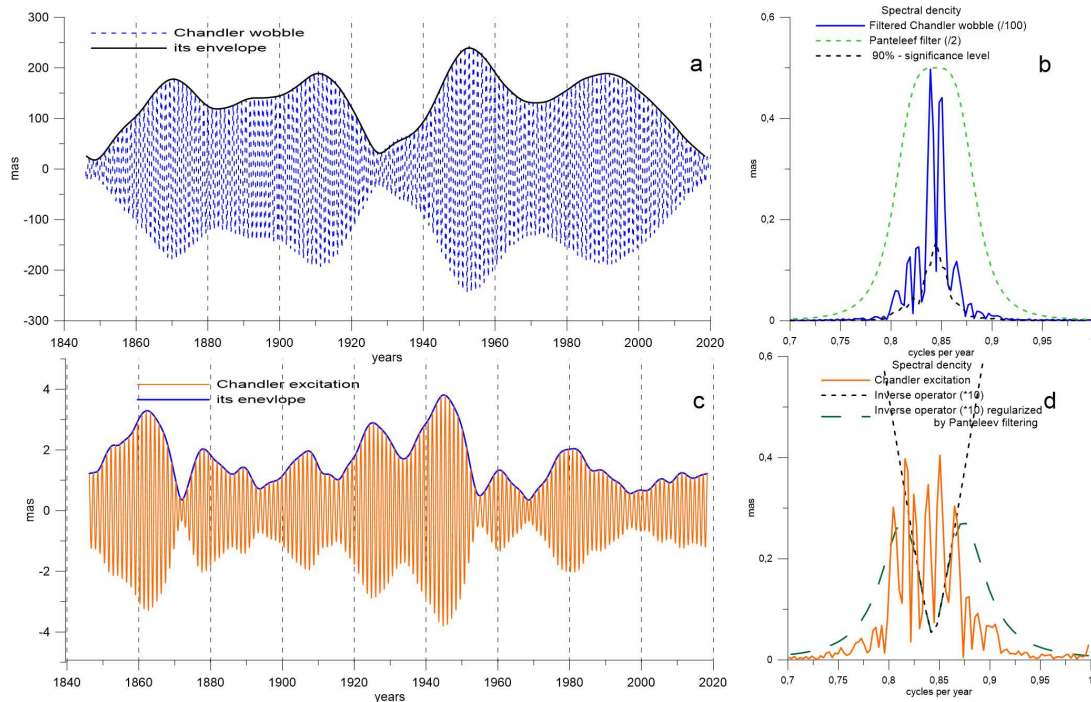 300
200
100
0
-100
-200
-300
mas
Chandler wobble
its envelope
a
1840
1860
1880
1900
1920
1940
1960
1980
2000
2020
years
Spectral dencity
Filtered Chandler wobble (/100)
Panteleef filter (/2)
90% - significance level
b
0,6
0,4
0,2
0
mas
0,7
0,75
0,8
0,85
0,9
0,95
1
cycles per year
4
2
0
-2
-4
mas
Chandler excitation
its enevlope
c
1840
1860
1880
1900
1920
1940
1960
1980
2000
2020
years
Spectral dencity
Chandler excitation
Inverse operator (*10)
Inverse operator (*10) regularized
by Panteleev filtering
d
0,6
0,4
0,2
0
mas
0,7
0,75
0,8
0,85
0,9
0,95
1
cycles per year